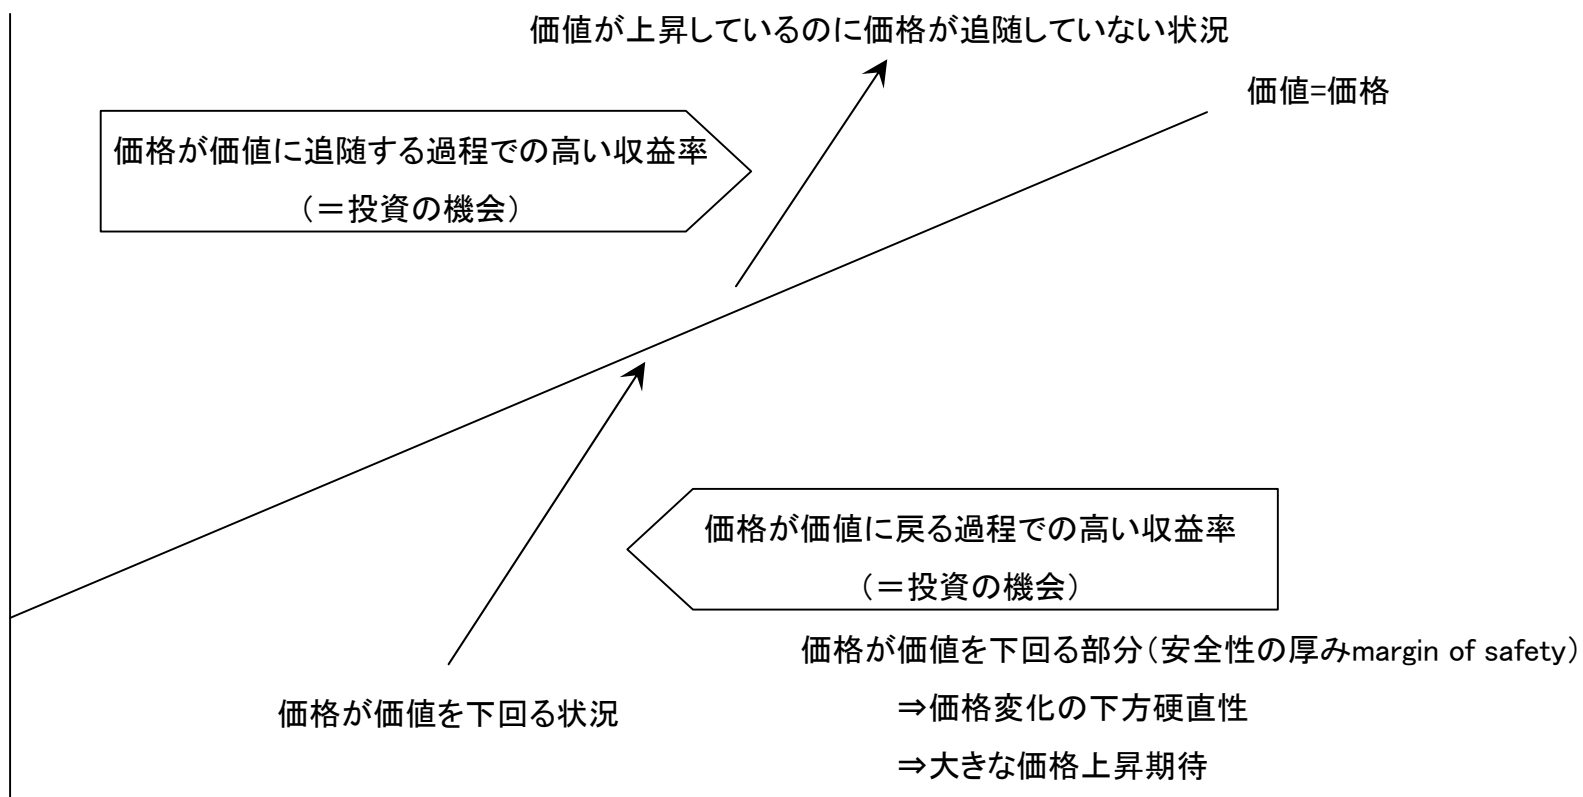 価値が上昇しているのに価格が追随していない状況
価値=価格
価格が価値に追随する過程での高い収益率
（＝投資の機会）
価格が価値に戻る過程での高い収益率
（＝投資の機会）
価格が価値を下回る部分（安全性の厚みmargin of safety）
⇒価格変化の下方硬直性
⇒大きな価格上昇期待
価格が価値を下回る状況